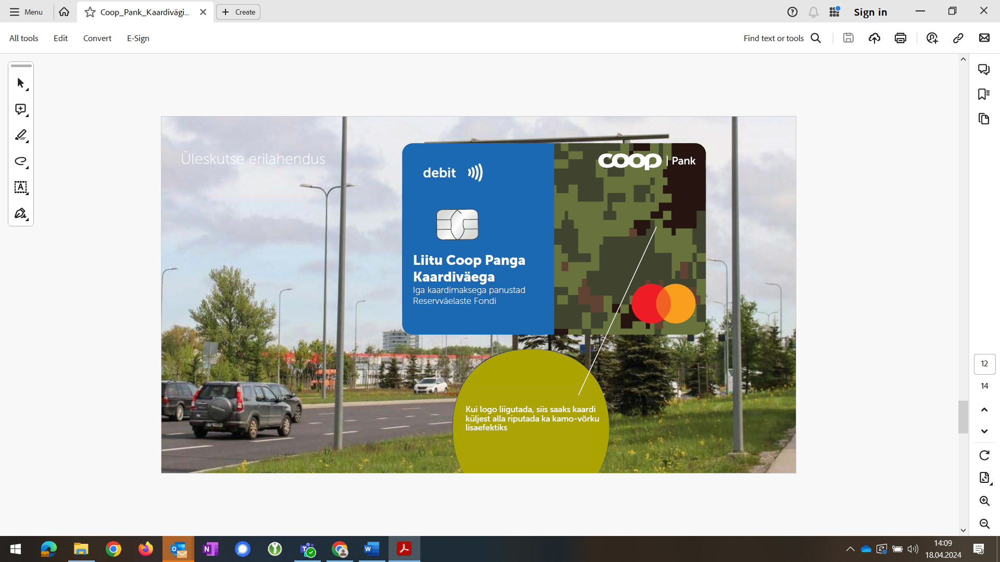 Menu
Coop_Pank_Kaardivägi...
Create
Sign in
All tools
Edit
Convert
E-Sign
Find text or tools
Üleskutse erilahendus
debit
coop | Pank
Liitu Coop Panga
Kaardiväega
Iga kaardimaksega panustad
Reservväelaste Fondi
Kui logo liigutada, siis saaks kaardi
küljest alla riputada ka kamo-võrku
lisaefektiks
12
14
14:09
18.04.2024